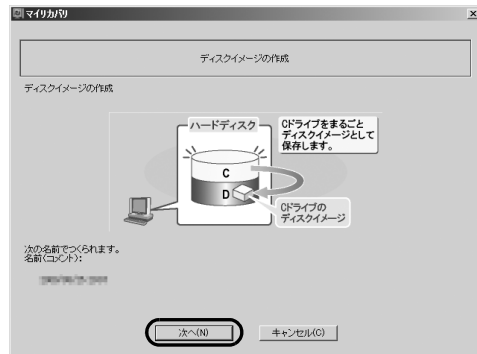 マイリカバリ
ディスクイメージの作成
ディスクイメージの作成
ハードディスク
Cドライブをまるごと
ディスクイメージとして
保存します。
C
D
Cドライブの
ディスクイメージ
次の名前でつくられます。
名前(コメント):
次へ(N)
キャンセル(C)